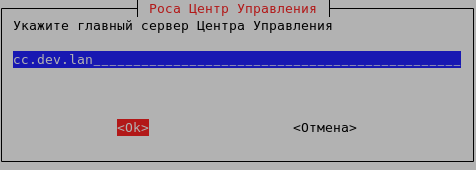 Роса Центр Управления
Укажите главный сервер Центра Управления
cc.dev.lan
<Ok> <Отмена>